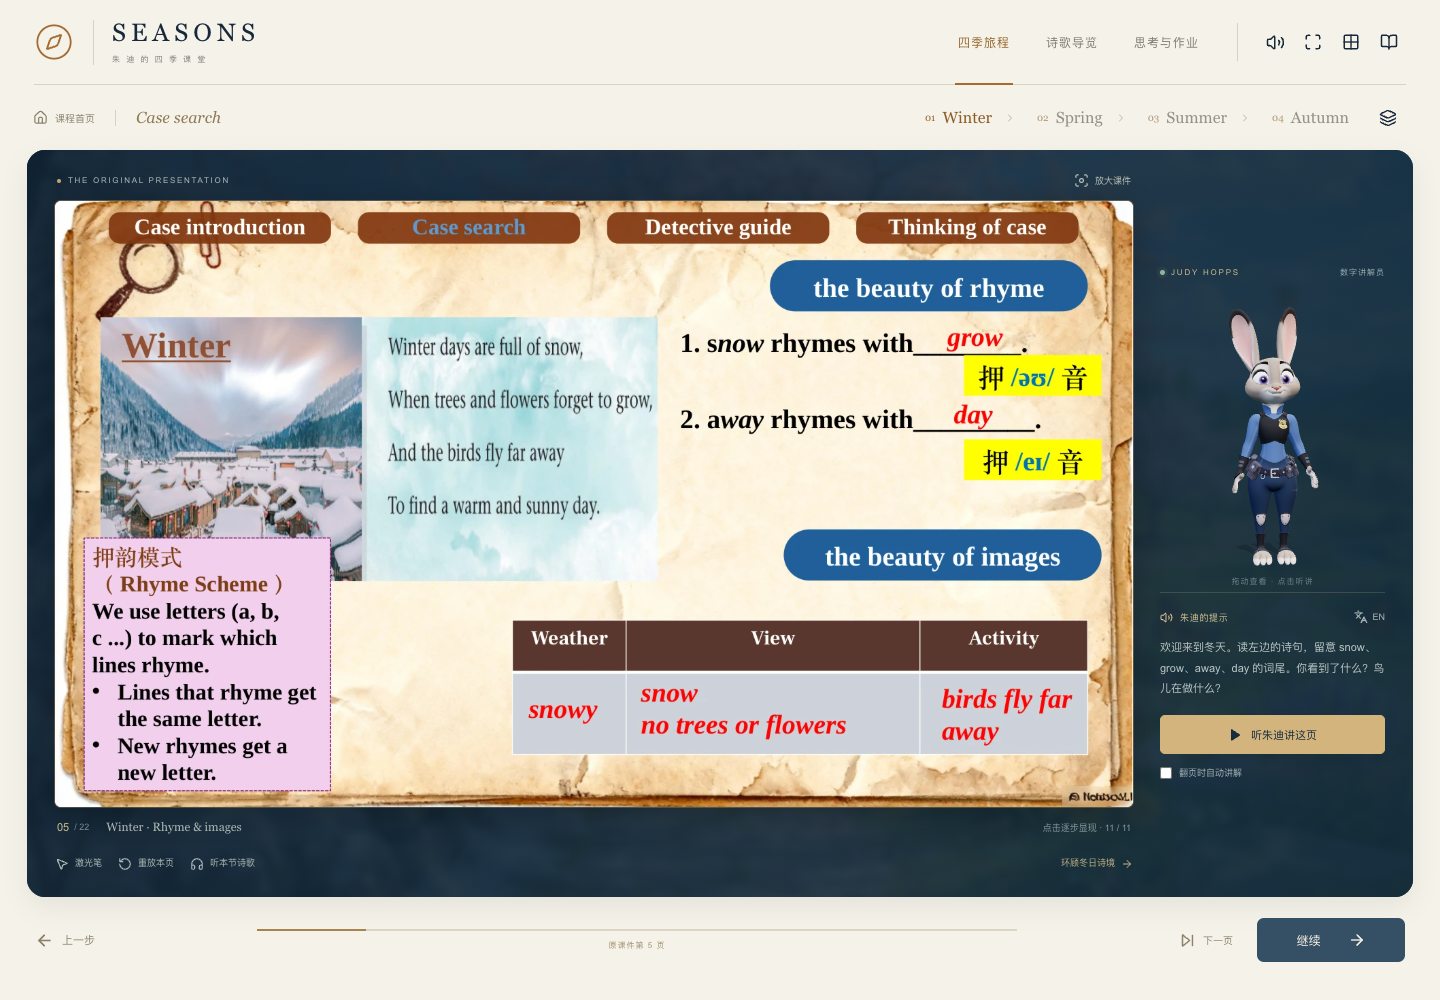 SEASONS
朱迪的四季课堂
四季旅程
诗歌导览
思考与作业
课程首页
Case search
01 Winter
02 Spring
03 Summer
04 Autumn
THE ORIGINAL PRESENTATION
放大课件
Case introduction
Case search
Detective guide
Thinking of case
the beauty of rhyme
Winter
Winter days are full of snow,
When trees and flowers forget to grow,
And the birds fly far away
To find a warm and sunny day.
1. snow rhymes with grow.
押 /əʊ/ 音
2. away rhymes with day.
押 /eɪ/ 音
the beauty of images
押韵模式
( Rhyme Scheme )
We use letters (a, b,
c ...) to mark which
lines rhyme.
• Lines that rhyme get
the same letter.
• New rhymes get a
new letter.
Weather View Activity
snowy
snow
no trees or flowers
birds fly far
away
05 / 22 Winter · Rhyme & images
点击逐步显现 · 11 / 11
激光笔
重放本页
听本节诗歌
环顾冬日诗境
JUDY HOPPS
数字讲解员
拖动查看 · 点击听讲
朱迪的提示
EN
欢迎来到冬天。读左边的诗句，留意 snow、
grow、away、day 的词尾。你看到了什么？鸟
儿在做什么？
听朱迪讲这页
翻页时自动讲解
上一步
原课件第 5 页
下一页
继续